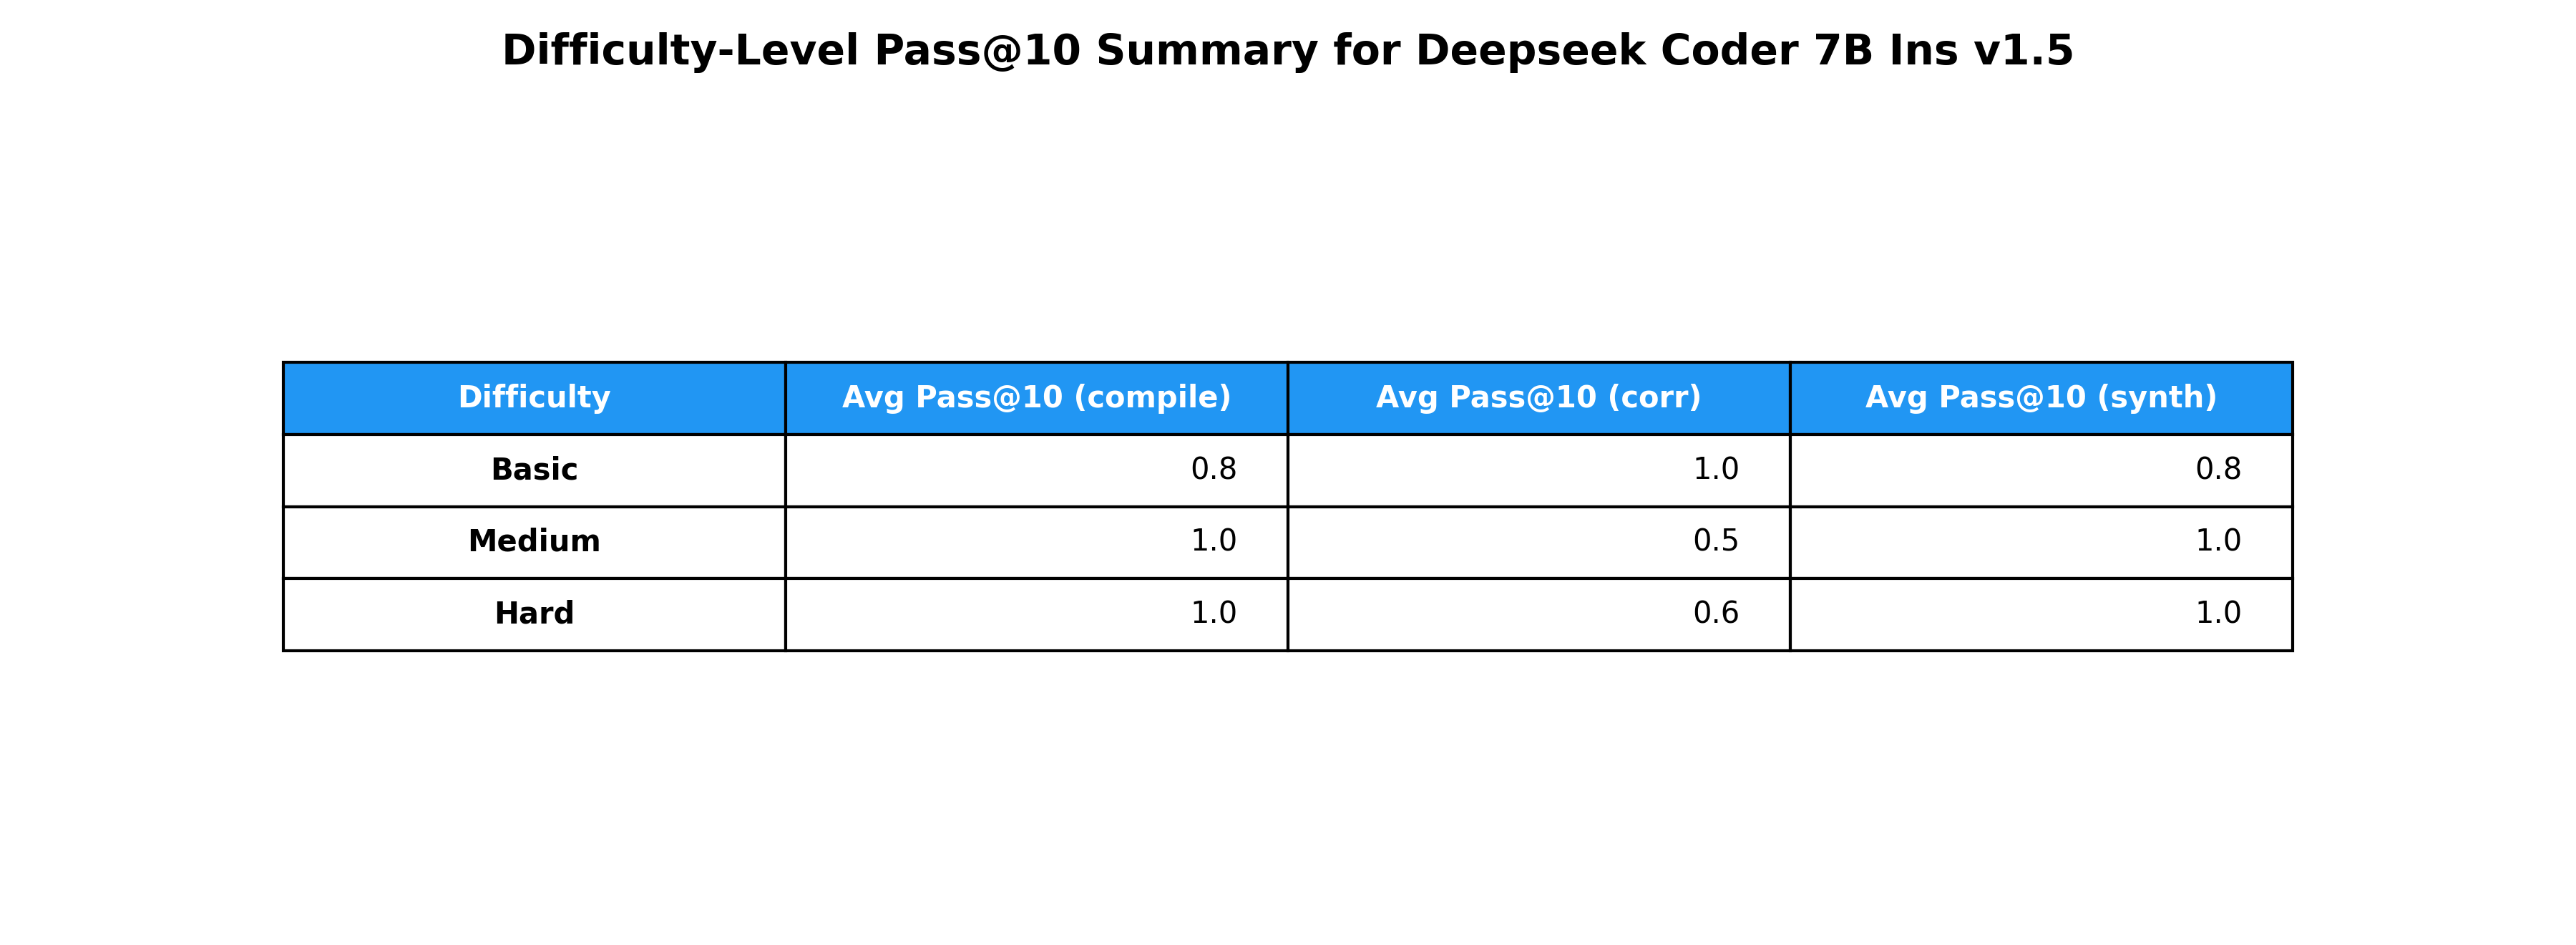 Difficulty-Level Pass@10 Summary for Deepseek Coder 7B Ins v1.5
Difficulty Avg Pass@10 (compile) Avg Pass@10 (corr) Avg Pass@10 (synth)
Basic 0.8 1.0 0.8
Medium 1.0 0.5 1.0
Hard 1.0 0.6 1.0